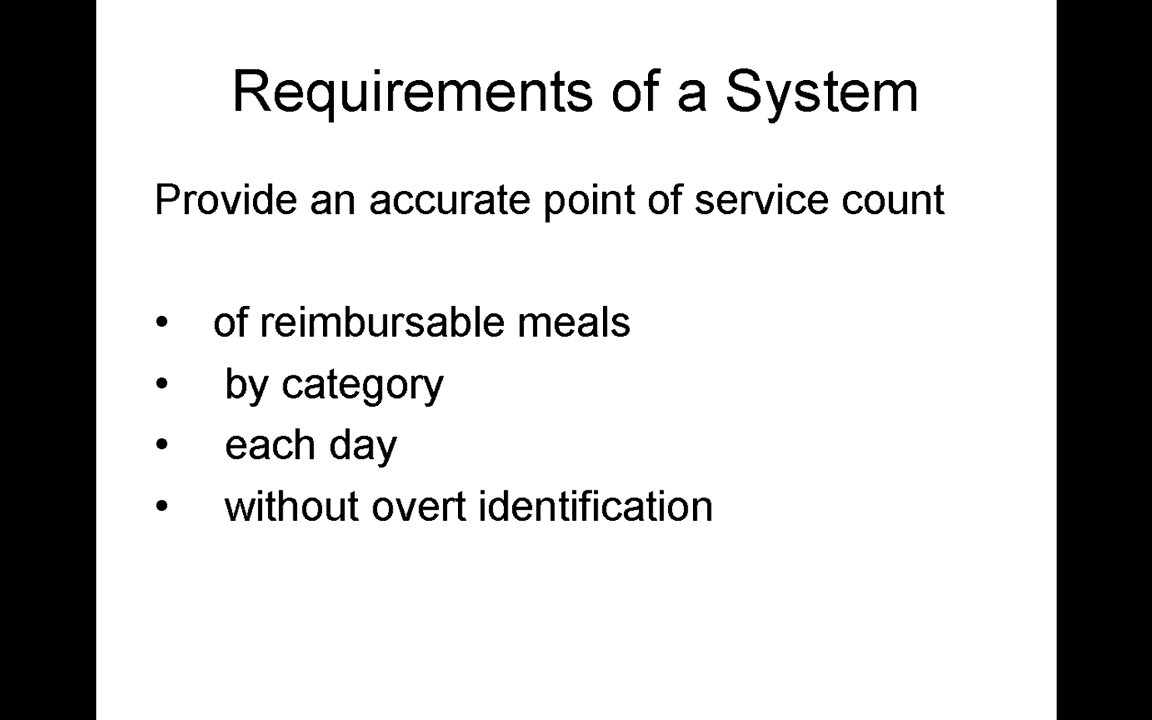 Requirements of a System
Provide an accurate point of service count
• of reimbursable meals
• by category
• each day
• without overt identification